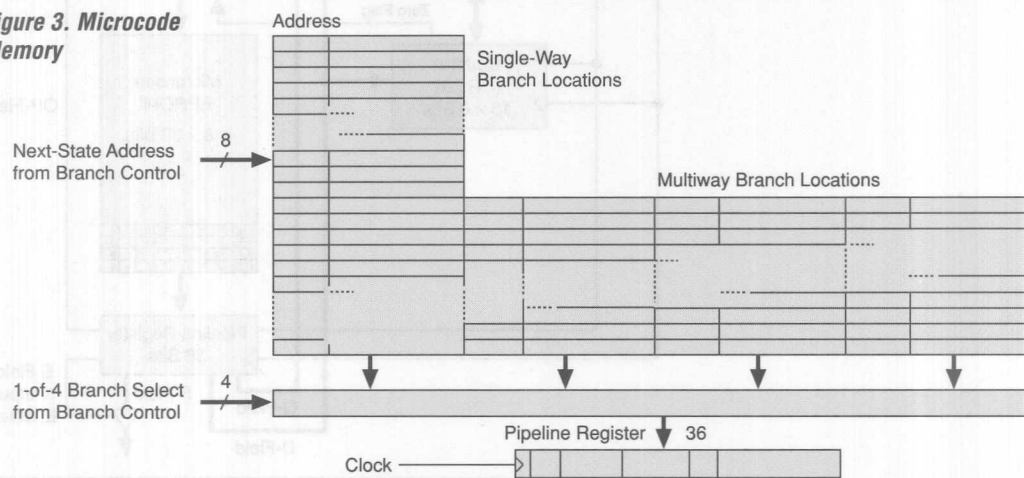 igure 3. Microcode
Memory
Address
Single-Way
Branch Locations
Next-State Address
from Branch Control
8
Multiway Branch Locations
1-of-4 Branch Select
from Branch Control
4
Pipeline Register
36
Clock